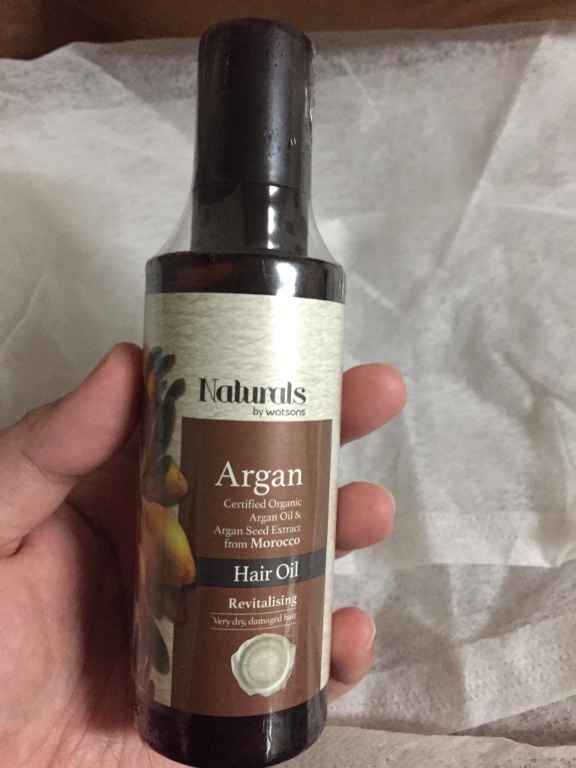 Naturals
by watsons
Argan
Certified Organic
Argan Oil &
Argan Seed Extract
from Morocco
Hair Oil
Revitalising
Very dry, damaged hair